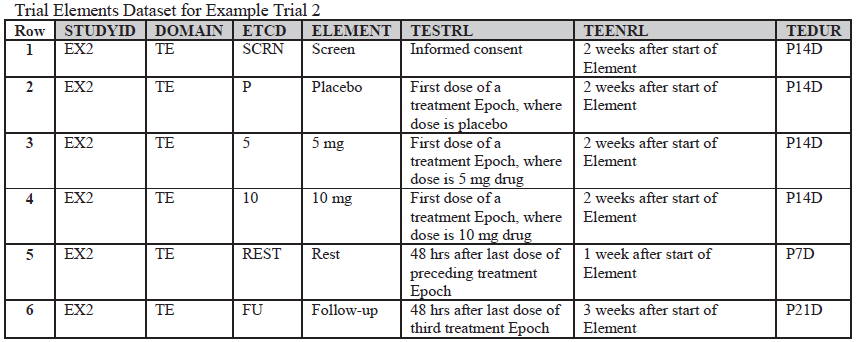 Trial Elements Dataset for Example Trial 2
Row STUDYID DOMAIN ETCD ELEMENT TESTRL TEENRL TEDUR
1 EX2 TE SCRN Screen Informed consent 2 weeks after start of P14D
Element
2 EX2 TE P Placebo First dose of a 2 weeks after start of P14D
treatment Epoch, where Element
dose is placebo
3 EX2 TE 5 5 mg First dose of a 2 weeks after start of P14D
treatment Epoch, where Element
dose is 5 mg drug
4 EX2 TE 10 10 mg First dose of a 2 weeks after start of P14D
treatment Epoch, where Element
dose is 10 mg drug
5 EX2 TE REST Rest 48 hrs after last dose of 1 week after start of P7D
preceding treatment Element
Epoch
6 EX2 TE FU Follow-up 48 hrs after last dose of 3 weeks after start of P21D
third treatment Epoch Element